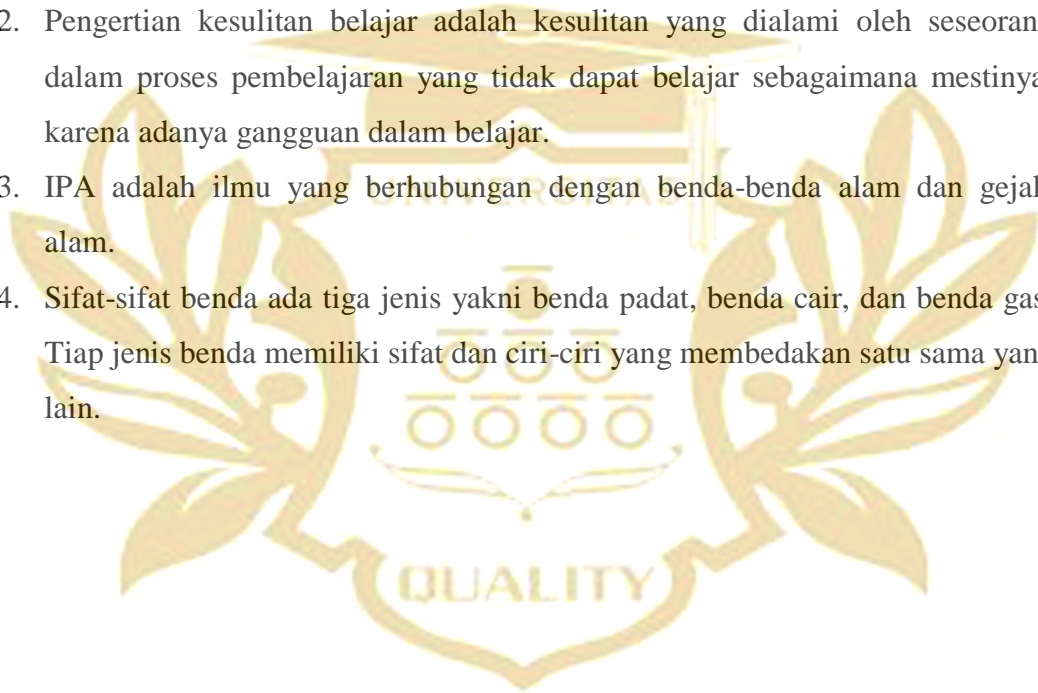 2. Pengertian kesulitan belajar adalah kesulitan yang dialami oleh seseoran
dalam proses pembelajaran yang tidak dapat belajar sebagaimana mestinya
karena adanya gangguan dalam belajar.
3. IPA adalah ilmu yang berhubungan dengan benda-benda alam dan gejal
alam.
4. Sifat-sifat benda ada tiga jenis yakni benda padat, benda cair, dan benda gas
Tiap jenis benda memiliki sifat dan ciri-ciri yang membedakan satu sama yan
lain.
UNIVERSITAS
QUALITY